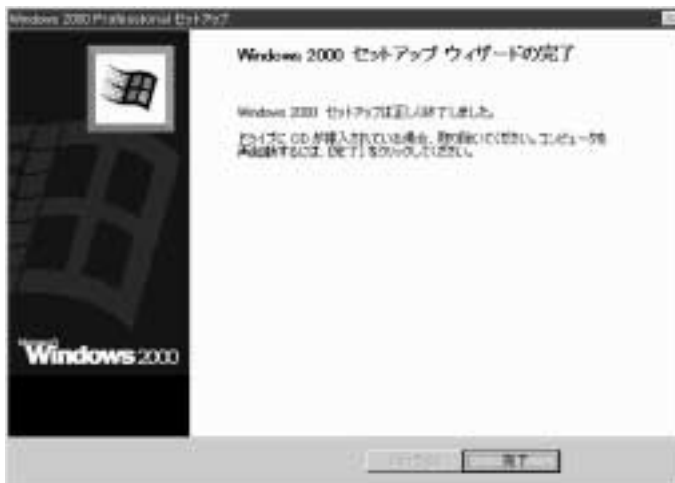 Windows 2000 Professional セットアップ
Windows 2000 セットアップ ウィザードの完了
Windows 2000 セットアップは正しく終了しました。
ドライブに CD が挿入されている場合、取り除いてください。コンピュータを
再起動するには、[完了] をクリックしてください。
Microsoft
Windows 2000
完了